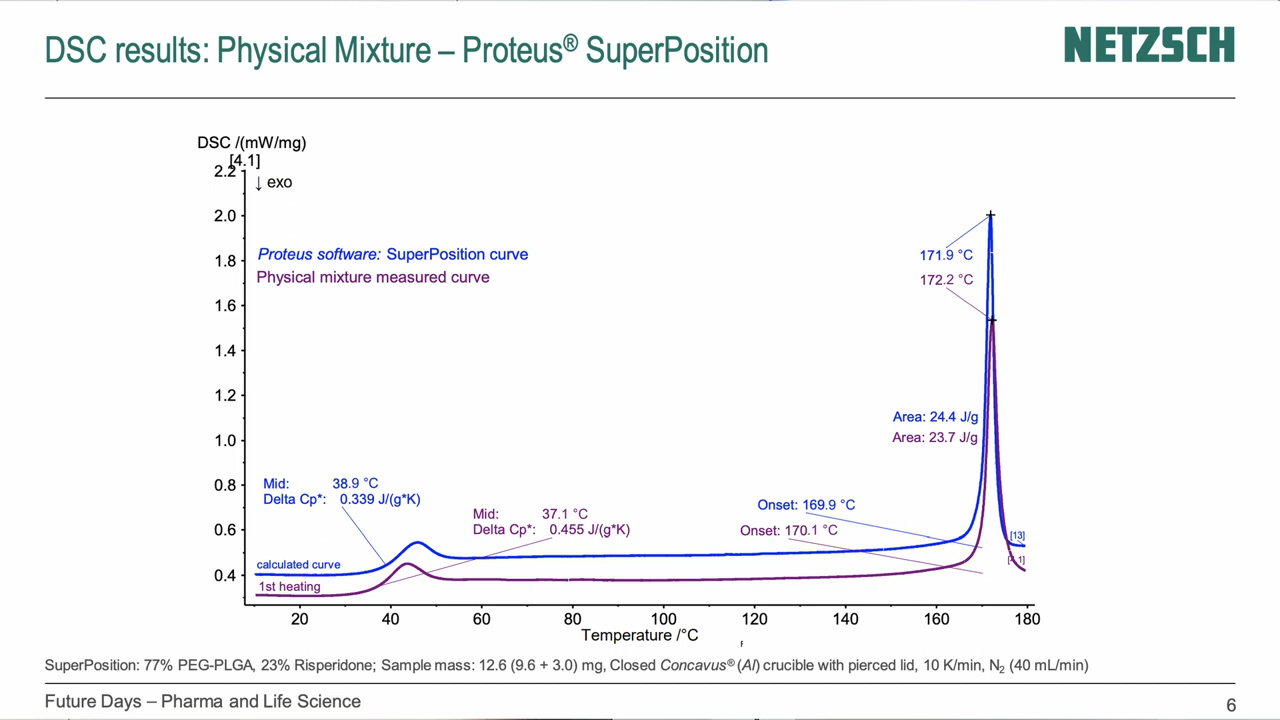 DSC results: Physical Mixture – Proteus® SuperPosition
NETZSCH
DSC /(mW/mg)
[4.1]
↓ exo
2.2
2.0
1.8
1.6
1.4
1.2
1.0
0.8
0.6
0.4
Proteus software: SuperPosition curve
Physical mixture measured curve
171.9 °C
172.2 °C
Area: 24.4 J/g
Area: 23.7 J/g
Mid: 38.9 °C
Delta Cp*: 0.339 J/(g*K)
Mid: 37.1 °C
Delta Cp*: 0.455 J/(g*K)
Onset: 169.9 °C
Onset: 170.1 °C
[13]
calculated curve
1st heating
20 40 60 80 100 120 140 160 180
Temperature /°C
SuperPosition: 77% PEG-PLGA, 23% Risperidone; Sample mass: 12.6 (9.6 + 3.0) mg, Closed Concavus® (Al) crucible with pierced lid, 10 K/min, N₂ (40 mL/min)
Future Days – Pharma and Life Science
6